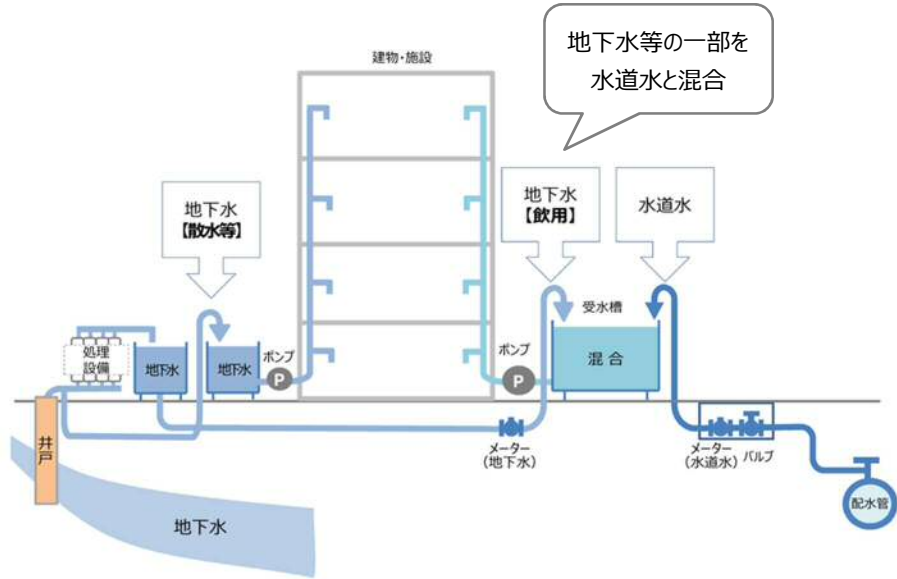 地下水等の一部を
水道水と混合
建物・施設
地下水
【散水等】
地下水
【飲用】
水道水
受水槽
処理
設備
地下水
地下水
ポンプ
P
ポンプ
P
混合
井
戸
メーター
(地下水)
メーター
(水道水)
バルブ
配水管
地下水